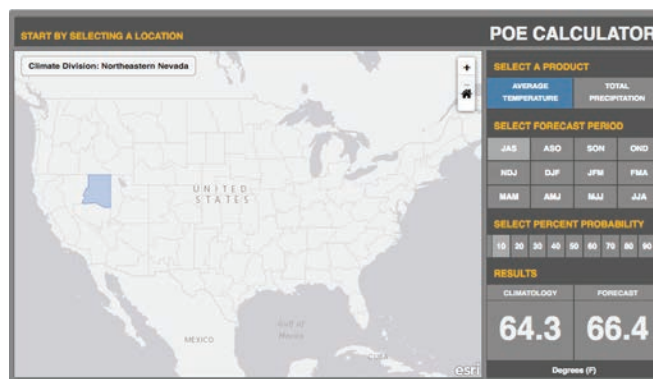 START BY SELECTING A LOCATION
POE CALCULATOR
Climate Division: Northeastern Nevada
+
UNITED
STATES
MEXICO
Gulf of
Mexico
CUBA
esri
SELECT A PRODUCT
AVERAGE
TEMPERATURE
TOTAL
PRECIPITATION
SELECT FORECAST PERIOD
JAS ASO SON OND
NDJ DJF JFM FMA
MAM AMJ MJJ JJA
SELECT PERCENT PROBABILITY
10 20 30 40 50 60 70 80 90
RESULTS
CLIMATOLOGY FORECAST
64.3 66.4
Degrees (F)